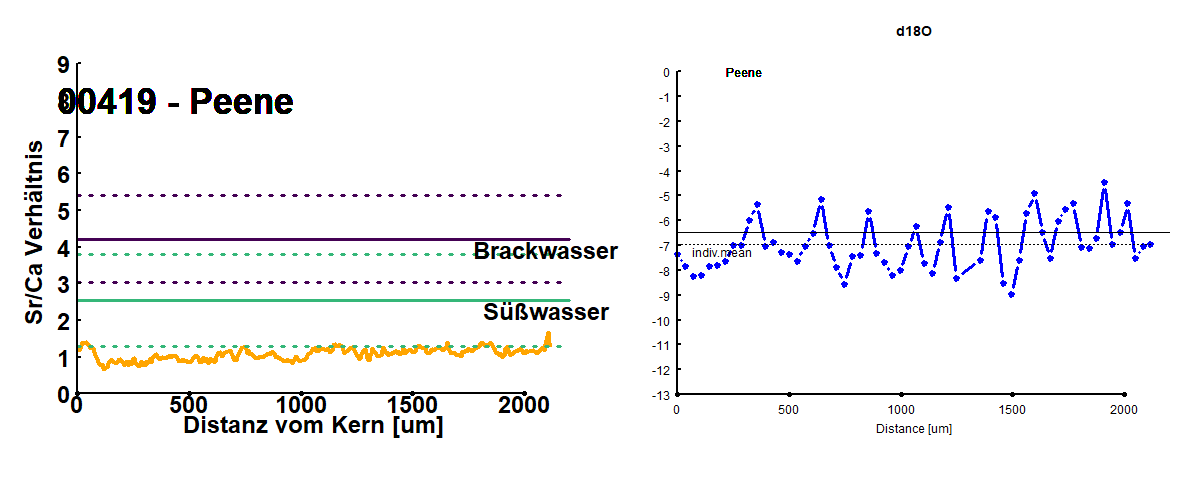 d18O
9
8
7
6
5
4
3
2
1
0
00419 - Peene
Sr/Ca Verhältnis
Brackwasser
Süßwasser
0 500 1000 1500 2000
Distanz vom Kern [um]
0
-1
-2
-3
-4
-5
-6
-7
-8
-9
-10
-11
-12
-13
Peene
indiv.mean
0 500 1000 1500 2000
Distance [um]